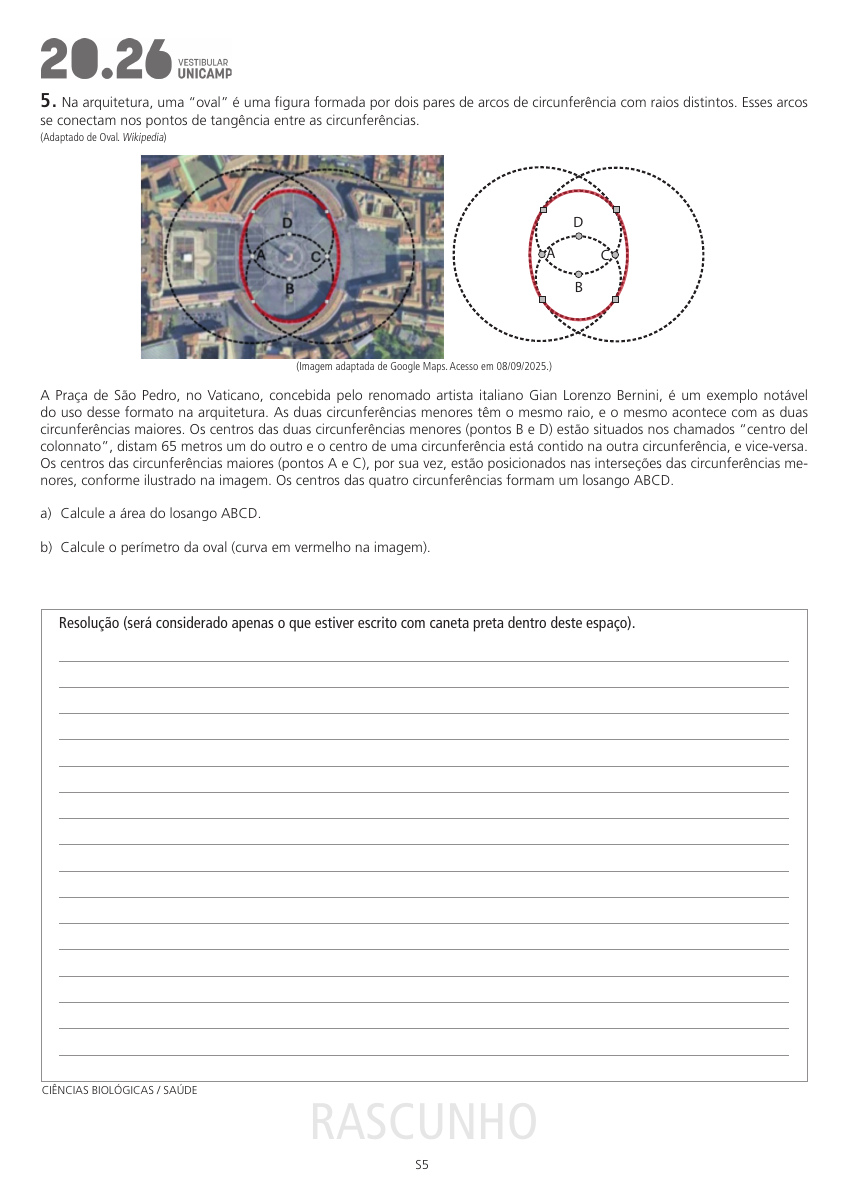 20.26 VESTIBULAR
UNICAMP
5. Na arquitetura, uma “oval” é uma figura formada por dois pares de arcos de circunferência com raios distintos. Esses arcos
se conectam nos pontos de tangência entre as circunferências.
(Adaptado de Oval. Wikipedia)
D
A C
B
D
A C
B
(Imagem adaptada de Google Maps. Acesso em 08/09/2025.)
A Praça de São Pedro, no Vaticano, concebida pelo renomado artista italiano Gian Lorenzo Bernini, é um exemplo notável
do uso desse formato na arquitetura. As duas circunferências menores têm o mesmo raio, e o mesmo acontece com as duas
circunferências maiores. Os centros das duas circunferências menores (pontos B e D) estão situados nos chamados “centro del
colonnato”, distam 65 metros um do outro e o centro de uma circunferência está contido na outra circunferência, e vice-versa.
Os centros das circunferências maiores (pontos A e C), por sua vez, estão posicionados nas interseções das circunferências me-
nores, conforme ilustrado na imagem. Os centros das quatro circunferências formam um losango ABCD.
a) Calcule a área do losango ABCD.
b) Calcule o perímetro da oval (curva em vermelho na imagem).
Resolução (será considerado apenas o que estiver escrito com caneta preta dentro deste espaço).
CIÊNCIAS BIOLÓGICAS / SAÚDE
RASCUNHO
S5